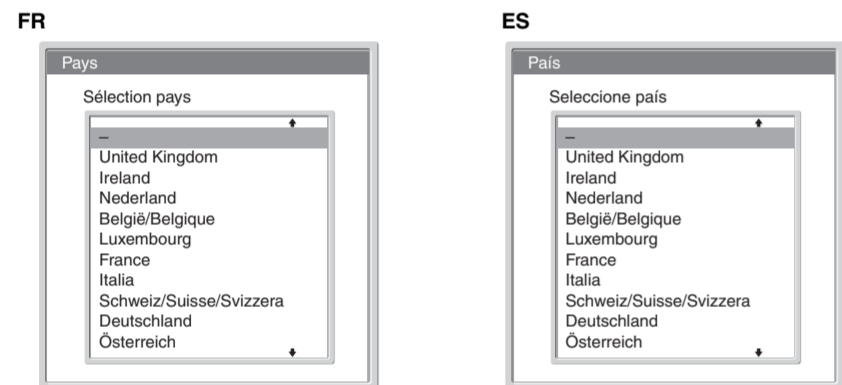 FR
Pays
Sélection pays
–
United Kingdom
Ireland
Nederland
België/Belgique
Luxembourg
France
Italia
Schweiz/Suisse/Svizzera
Deutschland
Österreich
ES
País
Seleccione país
–
United Kingdom
Ireland
Nederland
België/Belgique
Luxembourg
France
Italia
Schweiz/Suisse/Svizzera
Deutschland
Österreich